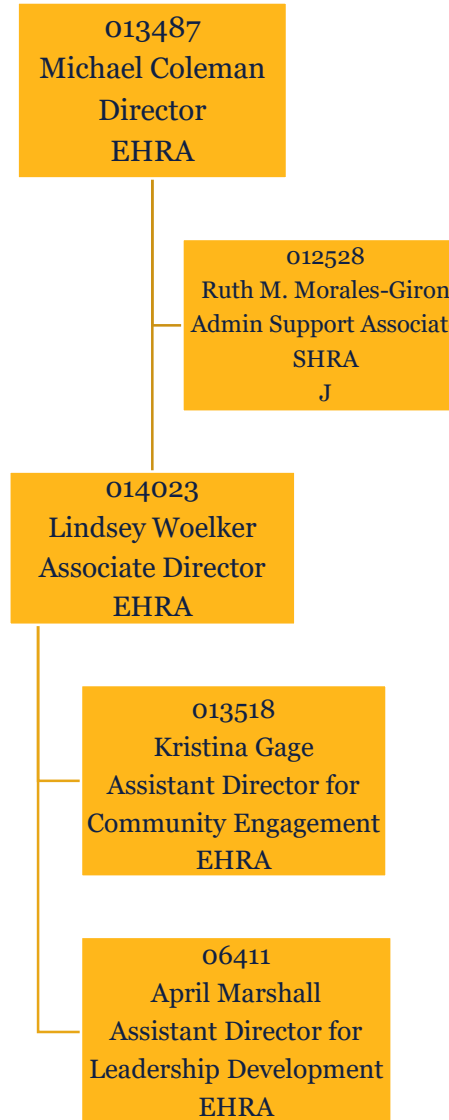 013487
Michael Coleman
Director
EHRA
012528
Ruth M. Morales-Giron
Admin Support Associat
SHRA
J
014023
Lindsey Woelker
Associate Director
EHRA
013518
Kristina Gage
Assistant Director for
Community Engagement
EHRA
06411
April Marshall
Assistant Director for
Leadership Development
EHRA